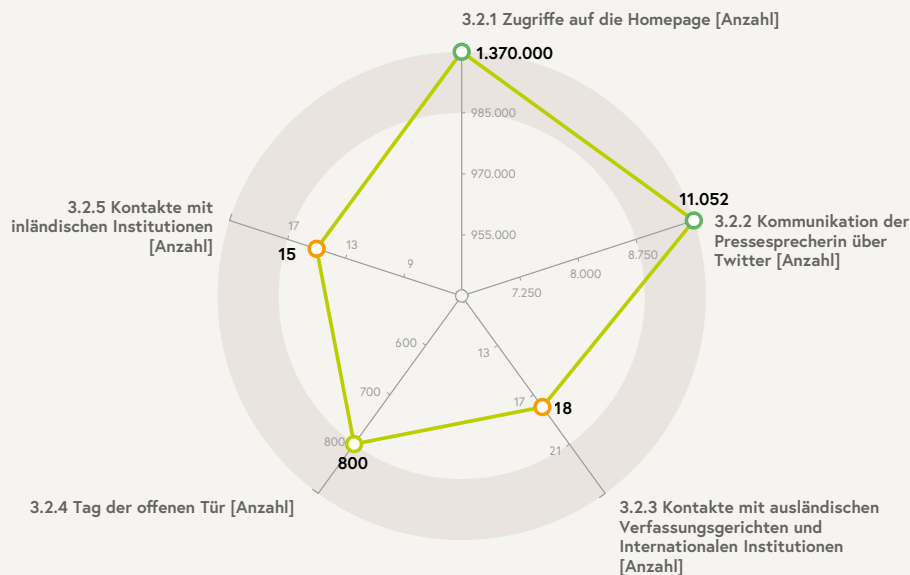 3.2.1 Zugriffe auf die Homepage [Anzahl]
1.370.000
985.000
970.000
955.000
11.052
3.2.2 Kommunikation der
Pressesprecherin über
Twitter [Anzahl]
8.750
8.000
7.250
3.2.5 Kontakte mit
inländischen Institutionen
[Anzahl]
17
15
13
9
600
700
800
800
13
17
18
21
3.2.4 Tag der offenen Tür [Anzahl]
3.2.3 Kontakte mit ausländischen
Verfassungsgerichten und
Internationalen Institutionen
[Anzahl]